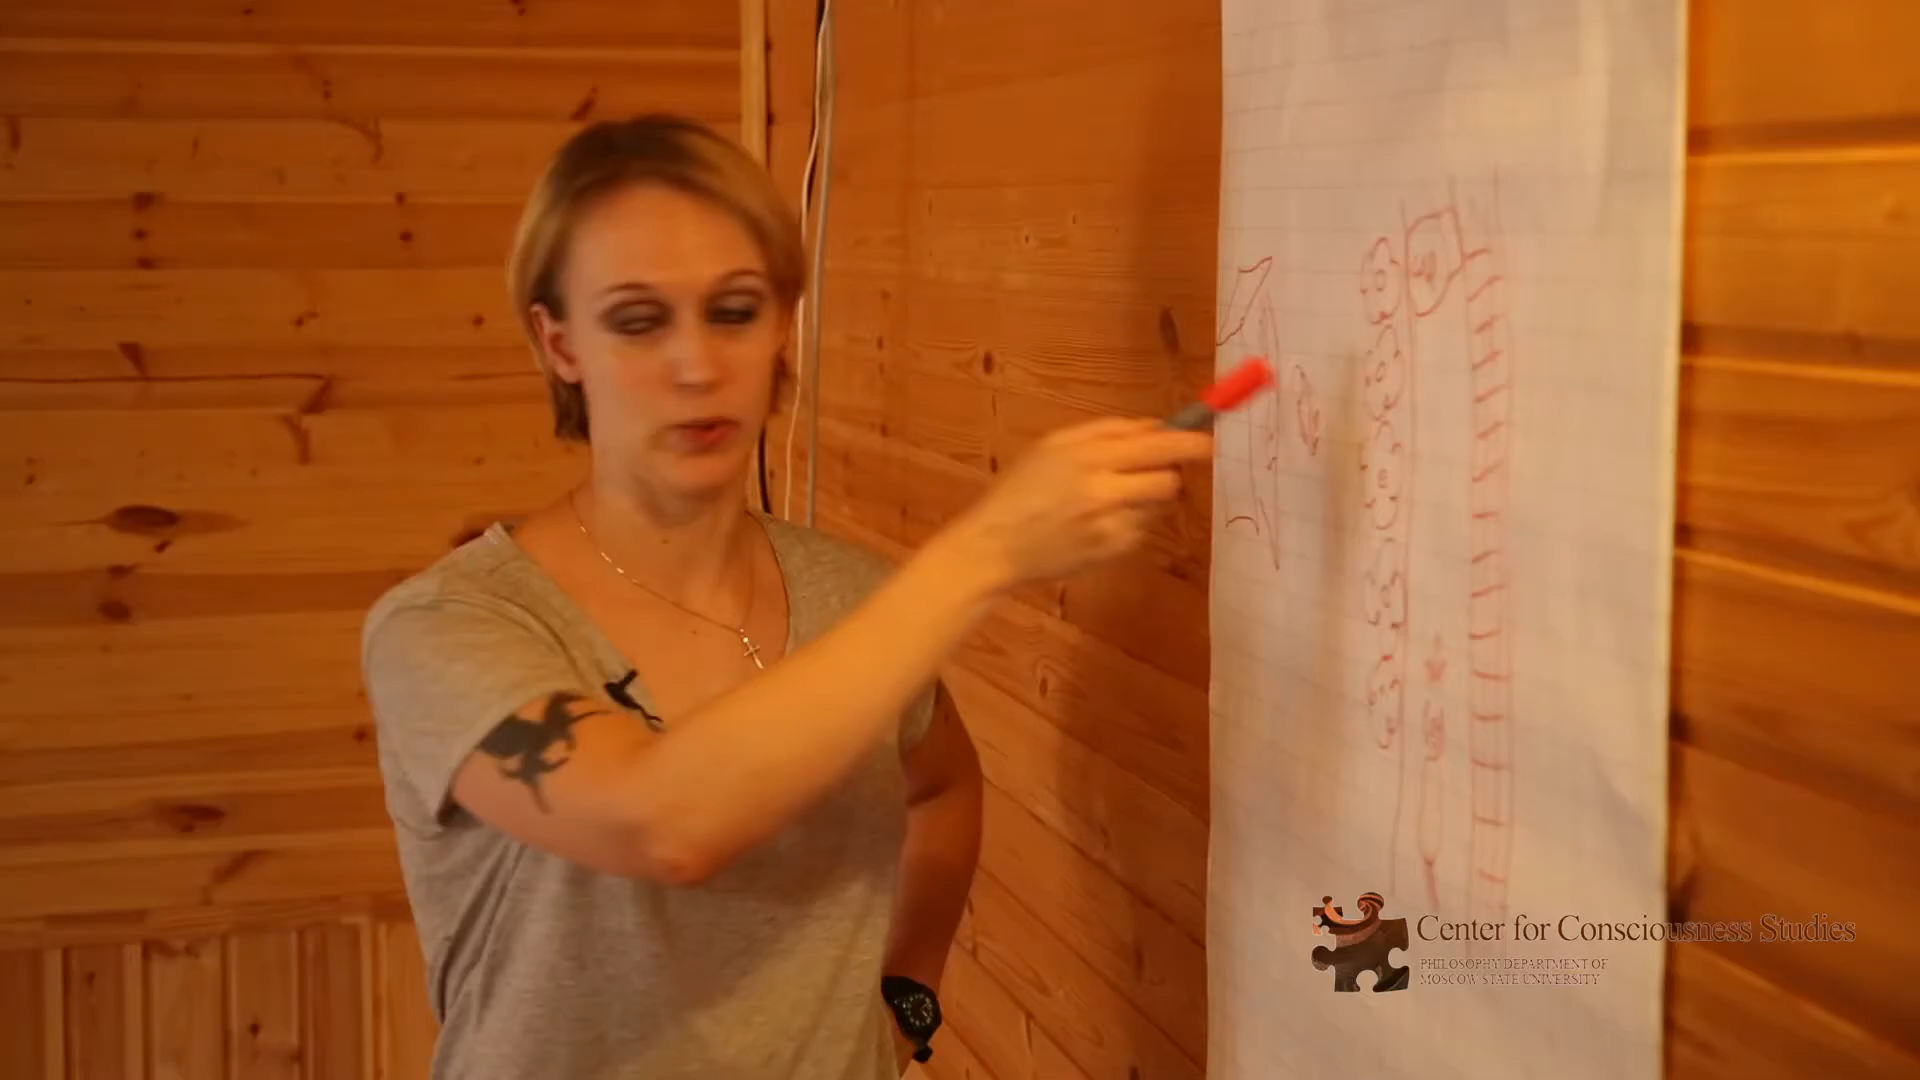 Center for Consciousness Studies
PHILOSOPHY DEPARTMENT OF
MOSCOW STATE UNIVERSITY